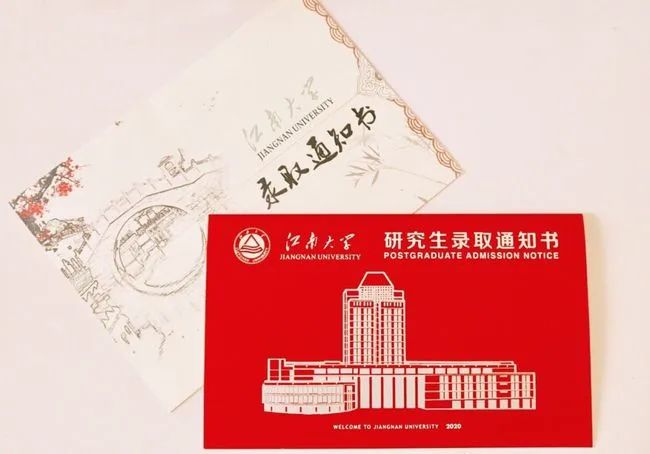 江南大学
JIANGNAN UNIVERSITY
录取通知书
江南大学
JIANGNAN UNIVERSITY
研究生录取通知书
POSTGRADUATE ADMISSION NOTICE
WELCOME TO JIANGNAN UNIVERSITY 2020